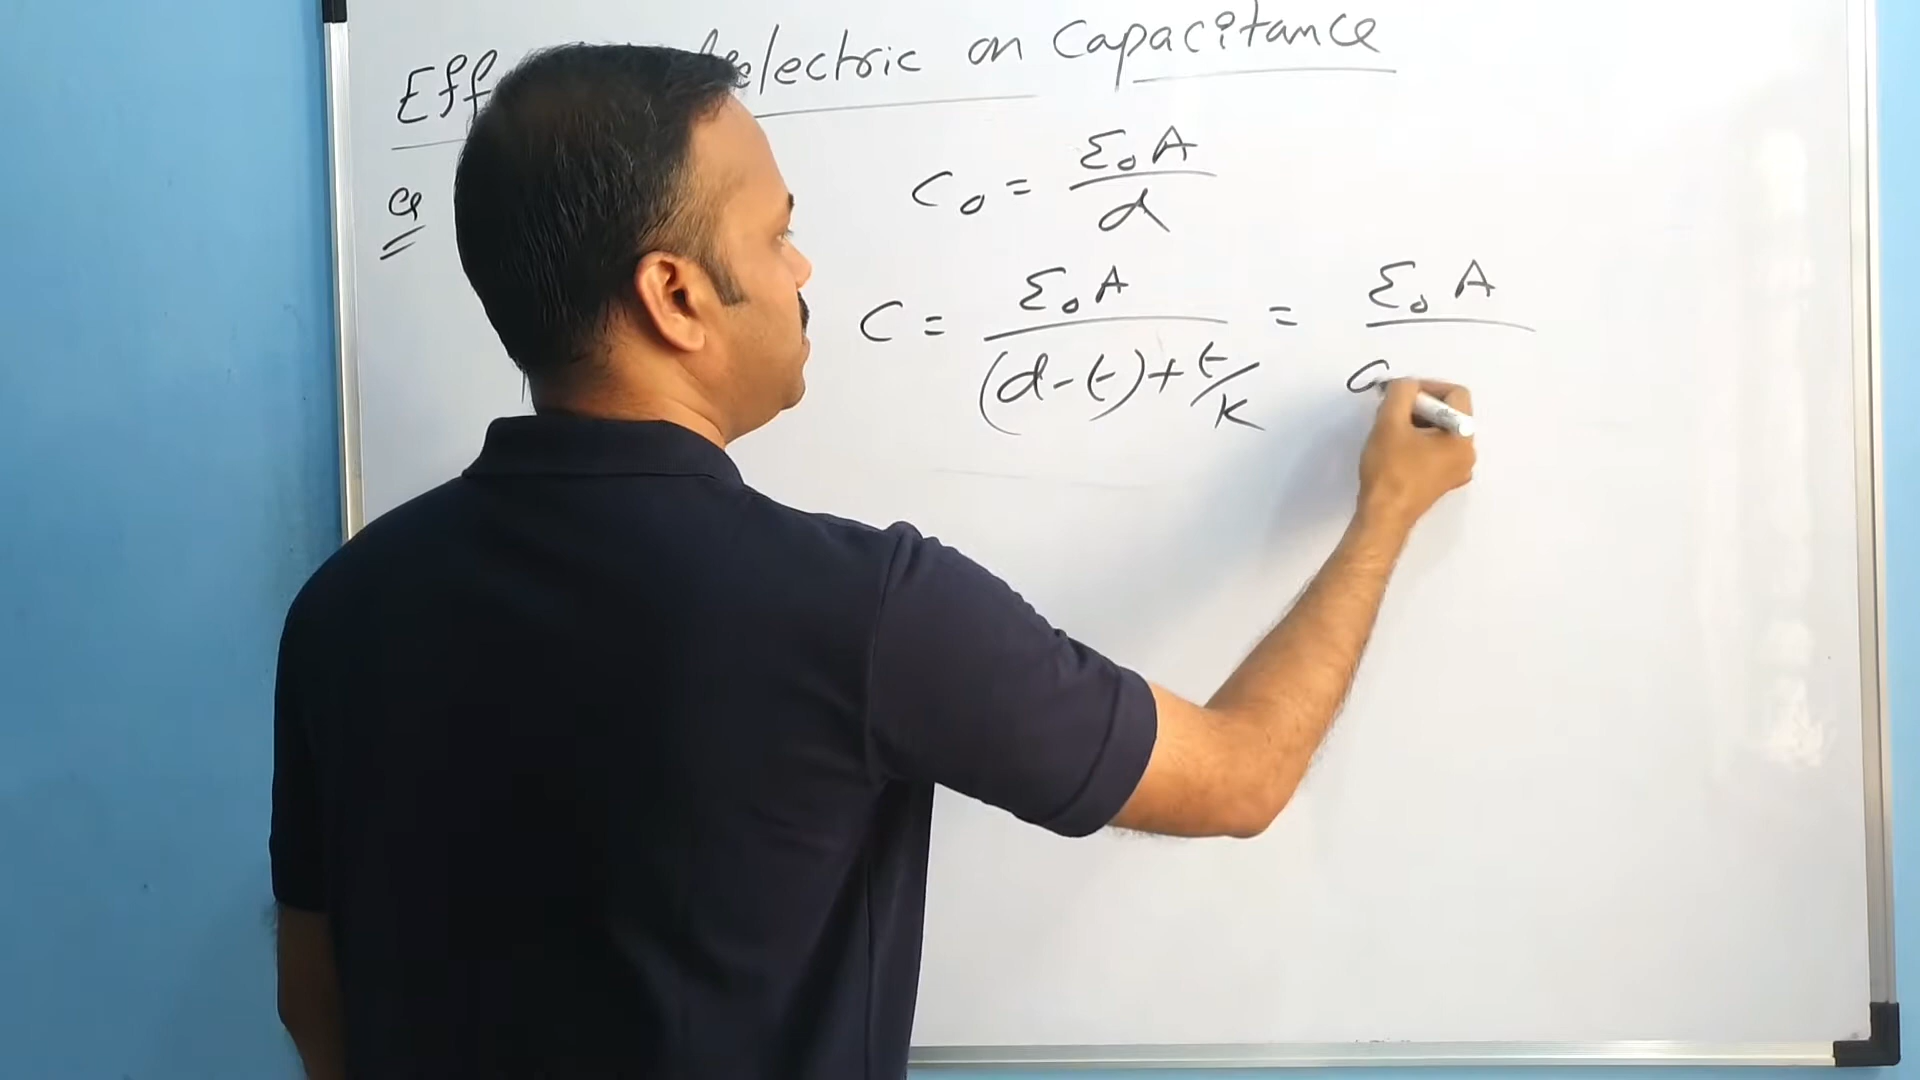 Eff electric on Capacitance
Q C₀ = ε₀A/d
C = ε₀A/((d-t)+t/K) = ε₀A/